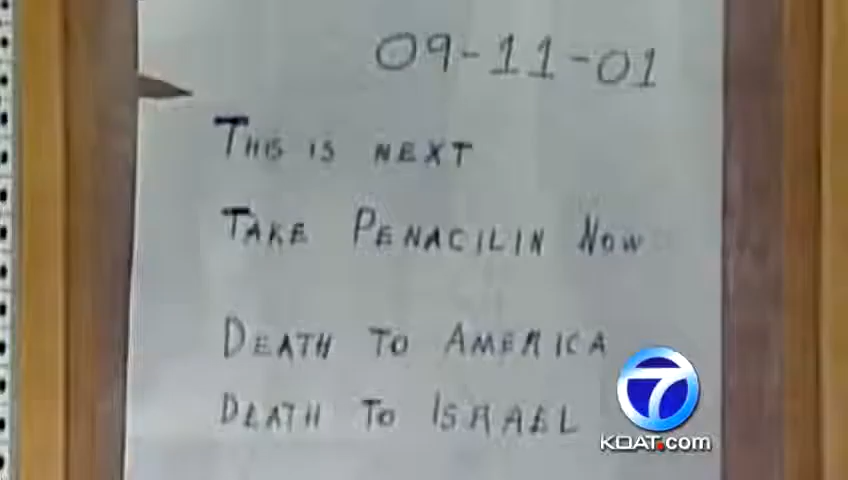 09-11-01
THIS IS NEXT
TAKE PENACILIN NOW
DEATH TO AMERICA
DEATH TO ISRAEL
7
KOAT.com